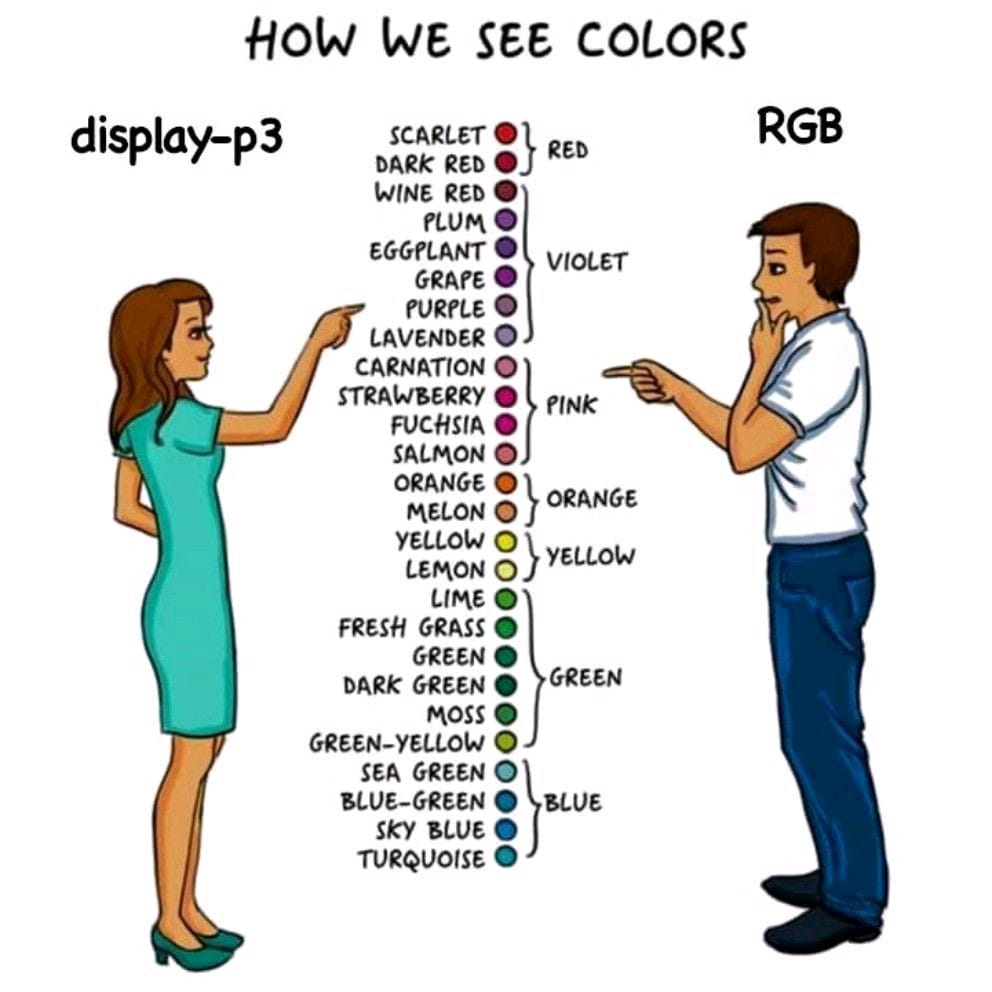 HOW WE SEE COLORS
display-p3
RGB
SCARLET
DARK RED
RED
WINE RED
PLUM
EGGPLANT
GRAPE
PURPLE
LAVENDER
VIOLET
CARNATION
STRAWBERRY
FUCHSIA
SALMON
PINK
ORANGE
MELON
ORANGE
YELLOW
LEMON
YELLOW
LIME
FRESH GRASS
GREEN
DARK GREEN
MOSS
GREEN-YELLOW
GREEN
SEA GREEN
BLUE-GREEN
SKY BLUE
TURQUOISE
BLUE